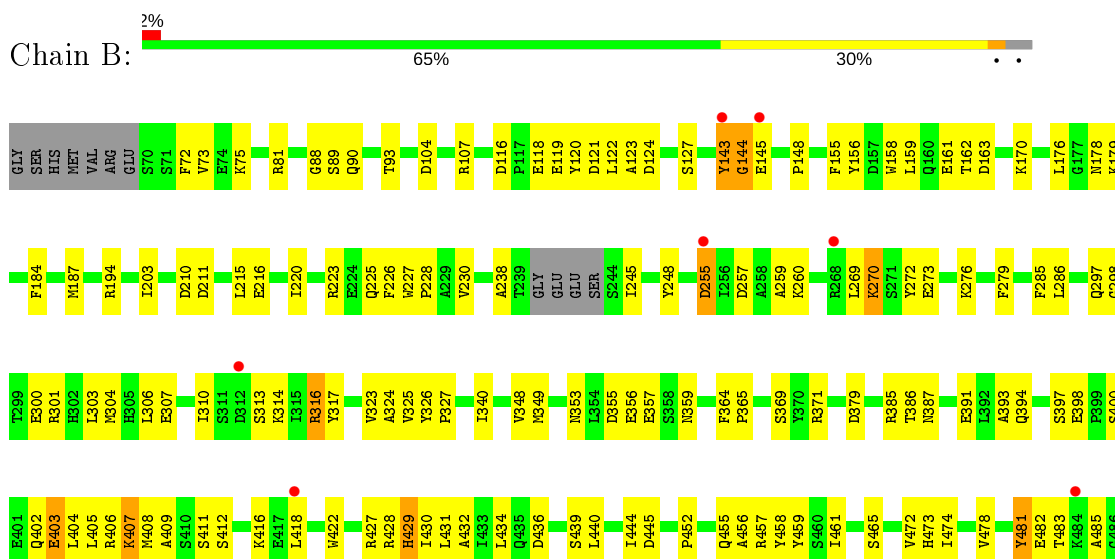 2%
Chain B:
65% 30% • •
GLY SER HIS MET VAL ARG GLU S70 S71 F72 V73 E74 K75 R81 G88 S89 Q90 T93 D104 R107 D116 P117 E118 E119 Y120 D121 L122 A123 D124 S127 Y143 G144 E145 P148 F155 Y156 D157 W158 L159 Q160 E161 T162 D163 K170 L176 G177 N178 K179
F184 M187 R194 I203 D210 D211 L215 E216 I220 R223 E224 Q225 F226 W227 P228 A229 V230 A238 T239 GLY GLU GLU SER S244 I245 Y248 D255 I256 D257 A258 A259 K260 R268 L269 K270 S271 Y272 E273 K276 F279 F285 L286 Q297
T299 E300 R301 H302 L303 M304 H305 L306 E307 I310 S311 D312 S313 K314 I315 R316 Y317 V323 A324 V325 Y326 P327 I340 V348 M349 N353 L354 D355 E356 E357 S358 N359 F364 P365 S369 Y370 R371 D379 R385 T386 N387 E391 L392 A393 Q394 S397 E398 P399
E401 Q402 E403 L404 L405 R406 K407 M408 A409 S410 S411 S412 K416 E417 L418 W422 R427 R428 H429 I430 L431 A432 I433 L434 Q435 D436 S439 L440 I444 D445 P452 Q455 A456 R457 Y458 Y459 S460 I461 S465 V472 H473 I474 V478 Y481 E482 T483 K484 A485